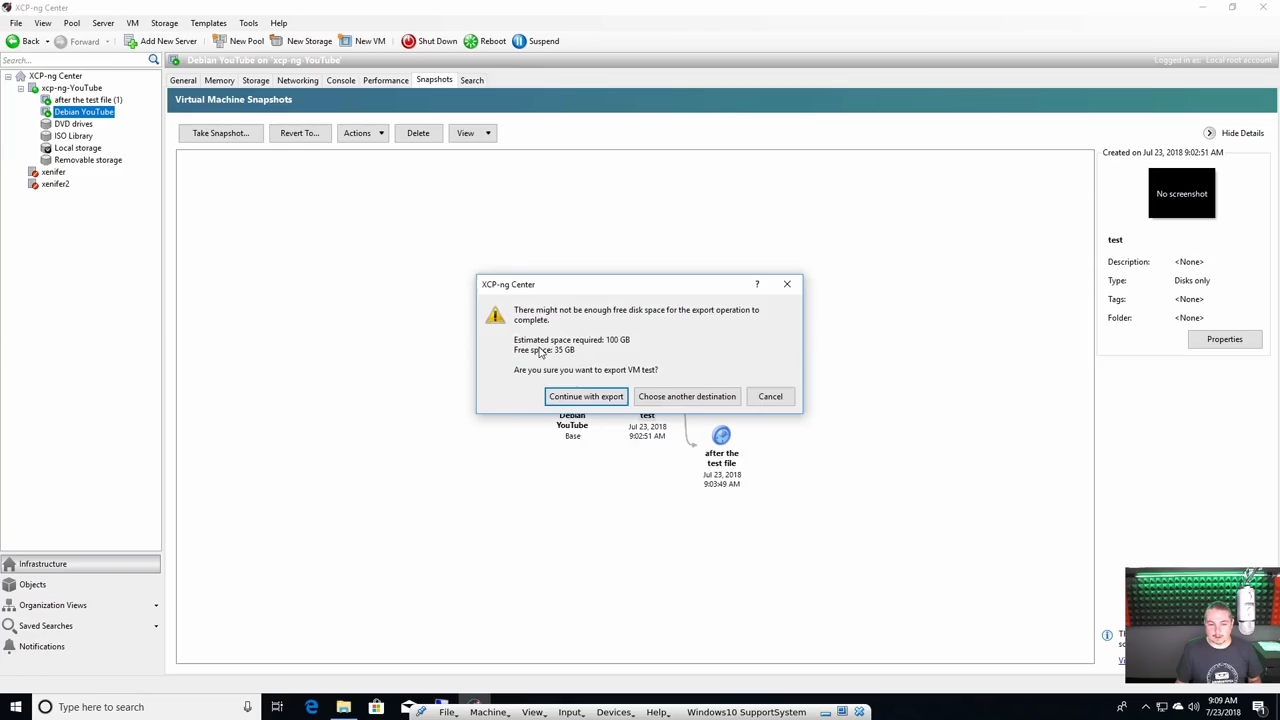 XCP-ng Center
File View Pool Server VM Storage Templates Tools Help
Back Forward Add New Server New Pool New Storage New VM Shut Down Reboot Suspend
Search...
Debian YouTube on 'xcp-ng-YouTube'
Logged in as: Local root account
XCP-ng Center
xcp-ng-YouTube
after the test file (1)
Debian YouTube
DVD drives
ISO Library
Local storage
Removable storage
xenifer
xenifer2
General Memory Storage Networking Console Performance Snapshots Search
Virtual Machine Snapshots
Take Snapshot... Revert To... Actions Delete View
Hide Details
Created on Jul 23, 2018 9:02:51 AM
No screenshot
test
Description: <None>
Type: Disks only
Tags: <None>
Folder: <None>
Properties
XCP-ng Center
?
There might not be enough free disk space for the export operation to
complete.
Estimated space required: 100 GB
Free space: 35 GB
Are you sure you want to export VM test?
Continue with export Choose another destination Cancel
Debian
YouTube
Base
test
Jul 23, 2018
9:02:51 AM
after the
test file
Jul 23, 2018
9:03:49 AM
Infrastructure
Objects
Organization Views
Saved Searches
Notifications
Type here to search
File Machine View Input Devices Help Windows10 SupportSystem
9:09 AM
7/23/2018